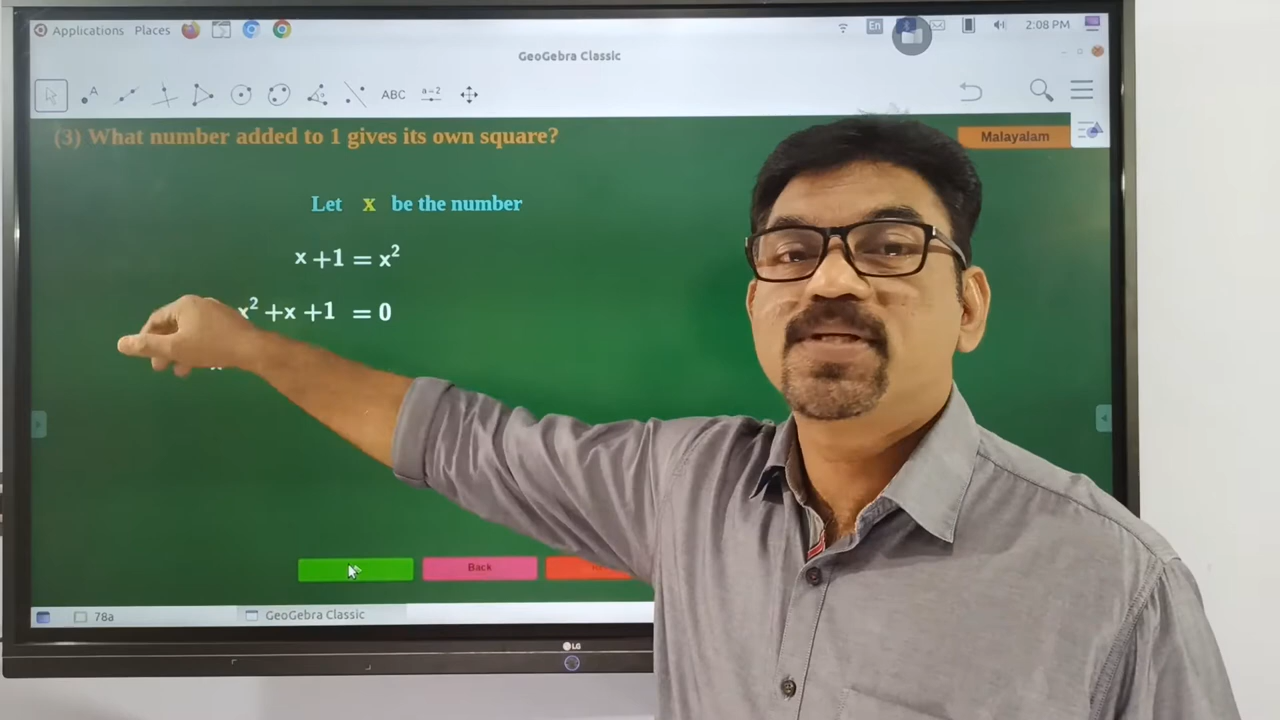 Applications Places En 2:08 PM
GeoGebra Classic
A ABC a=2
(3) What number added to 1 gives its own square?
Malayalam
Let x be the number
x +1 = x²
x² +x +1 = 0
x
Back
78a GeoGebra Classic
LG